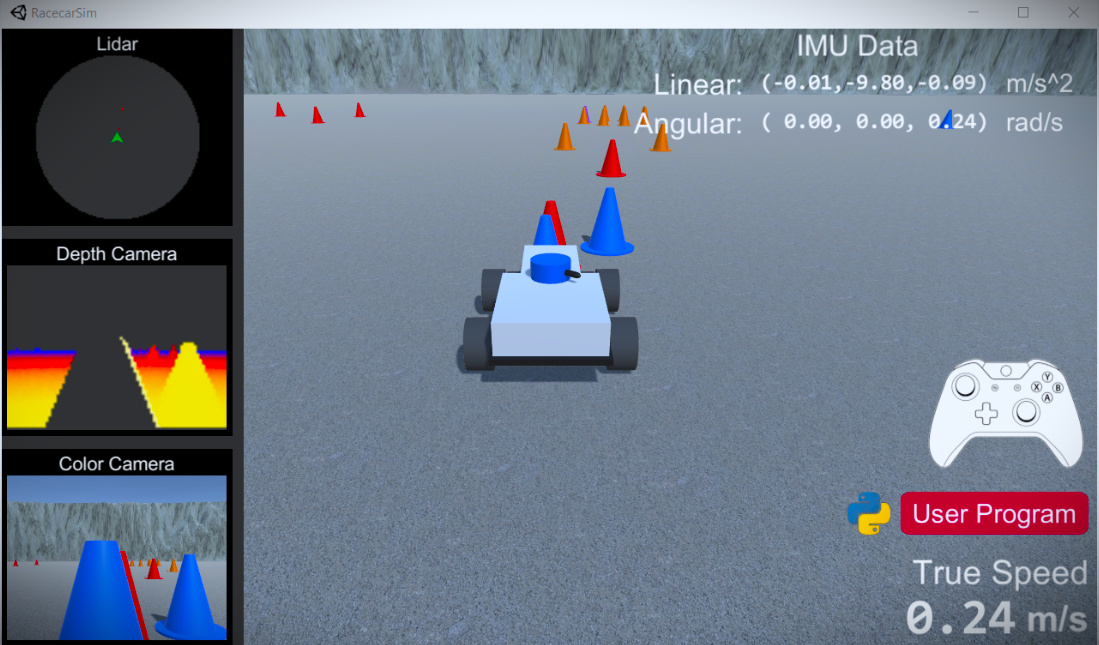 RacecarSim
Lidar
Depth Camera
Color Camera
IMU Data
Linear: (-0.01,-9.80,-0.09) m/s^2
Angular: ( 0.00, 0.00, 0.24) rad/s
Y
X B
A
User Program
True Speed
0.24 m/s